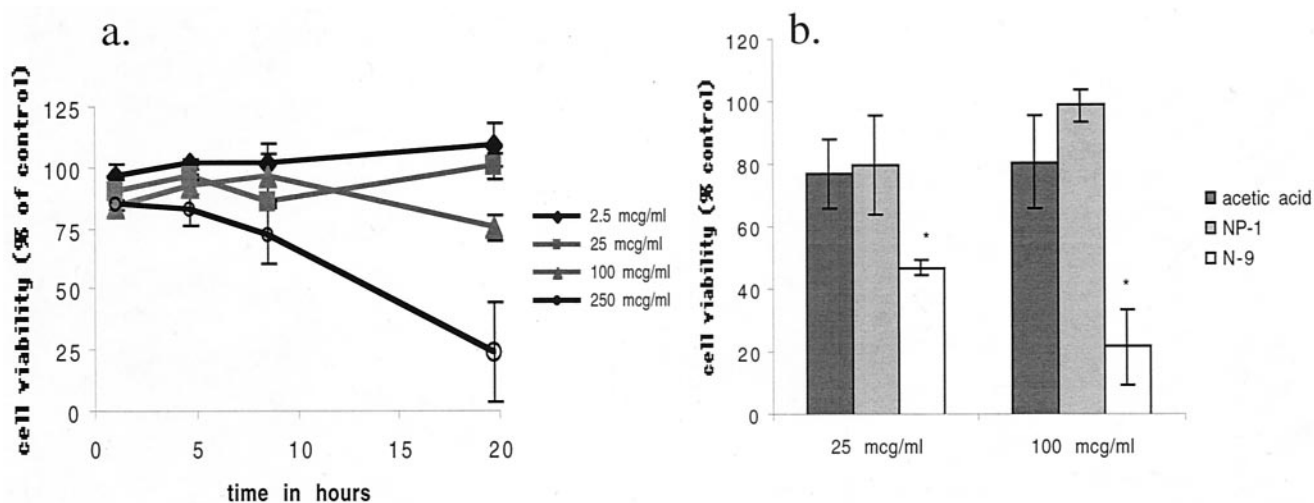 a.
cell viability (% of control)
125
100
75
50
25
0
0 5 10 15 20
time in hours
2.5 mcg/ml
25 mcg/ml
100 mcg/ml
250 mcg/ml
b.
cell viability (% control)
120
100
80
60
40
20
0
*
*
25 mcg/ml 100 mcg/ml
acetic acid
NP-1
N-9